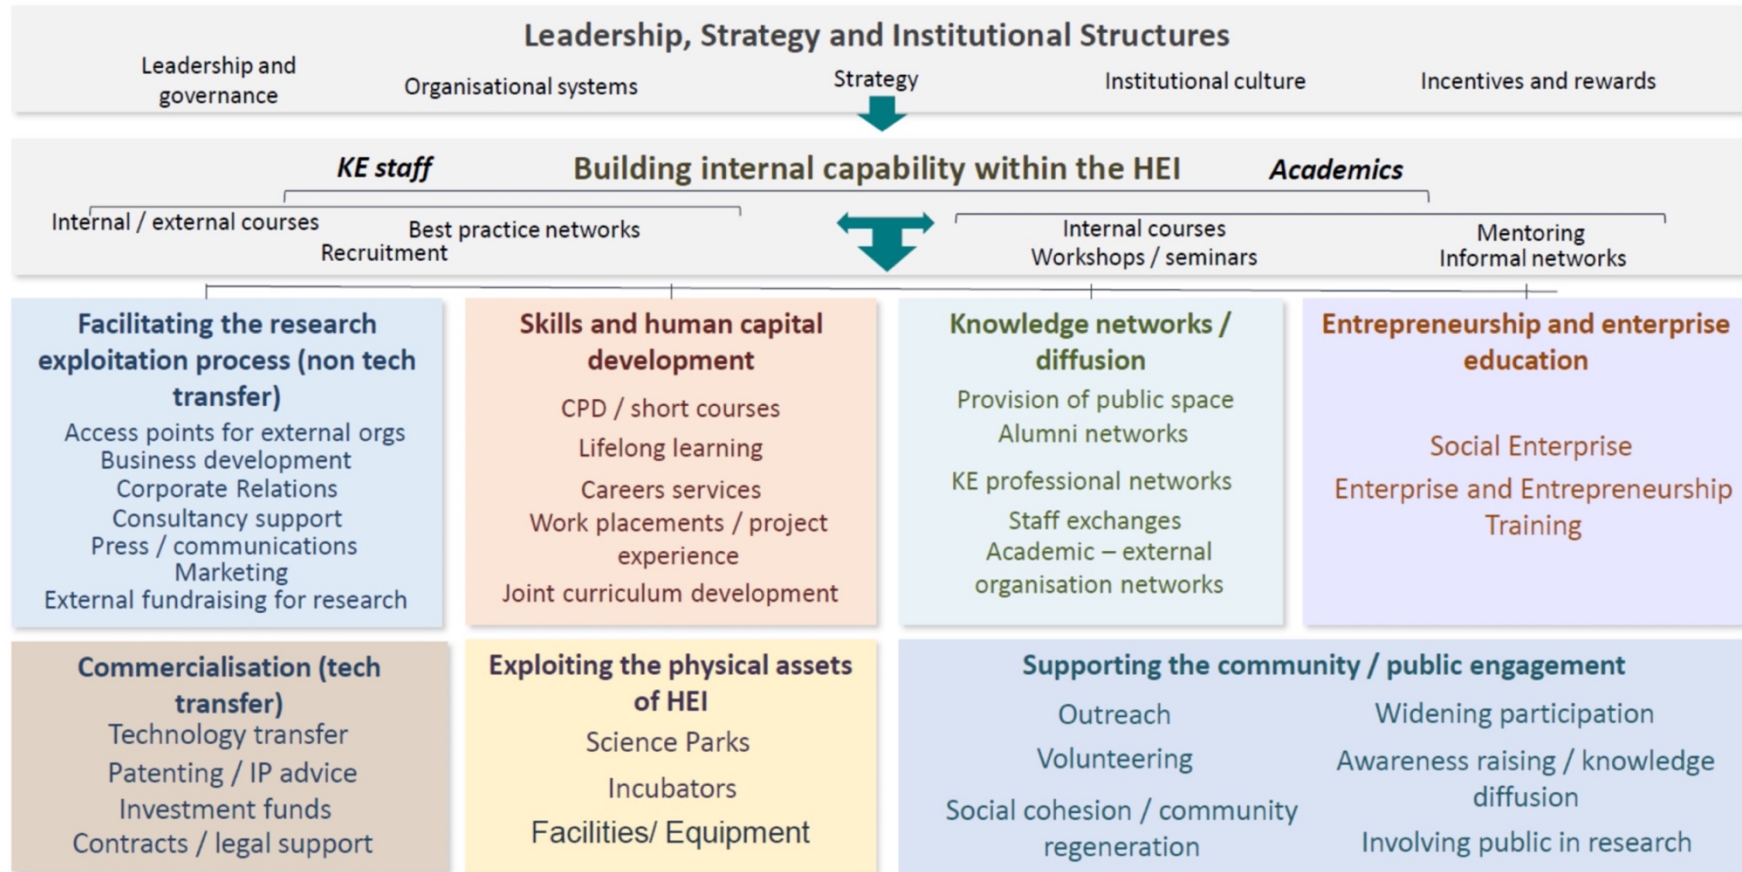 Leadership, Strategy and Institutional Structures
Leadership and
governance
Organisational systems
Strategy
Institutional culture
Incentives and rewards
KE staff
Building internal capability within the HEI
Academics
Internal / external courses
Best practice networks
Recruitment
Internal courses
Workshops / seminars
Mentoring
Informal networks
Facilitating the research
exploitation process (non tech
transfer)
Access points for external orgs
Business development
Corporate Relations
Consultancy support
Press / communications
Marketing
External fundraising for research
Skills and human capital
development
CPD / short courses
Lifelong learning
Careers services
Work placements / project
experience
Joint curriculum development
Knowledge networks /
diffusion
Provision of public space
Alumni networks
KE professional networks
Staff exchanges
Academic – external
organisation networks
Entrepreneurship and enterprise
education
Social Enterprise
Enterprise and Entrepreneurship
Training
Commercialisation (tech
transfer)
Technology transfer
Patenting / IP advice
Investment funds
Contracts / legal support
Exploiting the physical assets
of HEI
Science Parks
Incubators
Facilities/ Equipment
Supporting the community / public engagement
Outreach
Volunteering
Social cohesion / community
regeneration
Widening participation
Awareness raising / knowledge
diffusion
Involving public in research